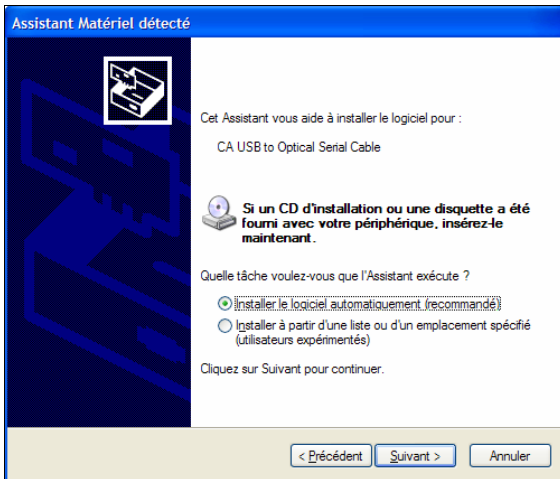 Assistant Matériel détecté
Cet Assistant vous aide à installer le logiciel pour :
CA USB to Optical Serial Cable
Si un CD d'installation ou une disquette a été
fourni avec votre périphérique, insérez-le
maintenant.
Quelle tâche voulez-vous que l'Assistant exécute ?
Installer le logiciel automatiquement (recommandé)
Installer à partir d'une liste ou d'un emplacement spécifié
(utilisateurs expérimentés)
Cliquez sur Suivant pour continuer.
< Précédent Suivant > Annuler